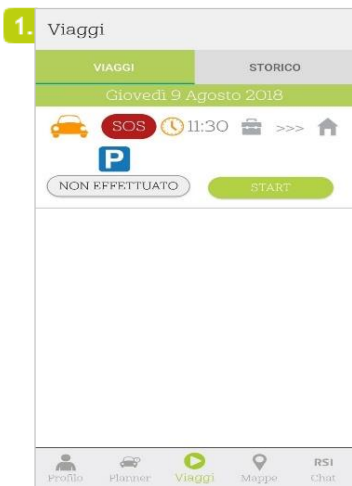 1.
Viaggi
VIAGGI STORICO
Giovedì 9 Agosto 2018
SOS 11:30 >>>
P
NON EFFETTUATO START
Profilo Planner Viaggi Mappe RSI Chat